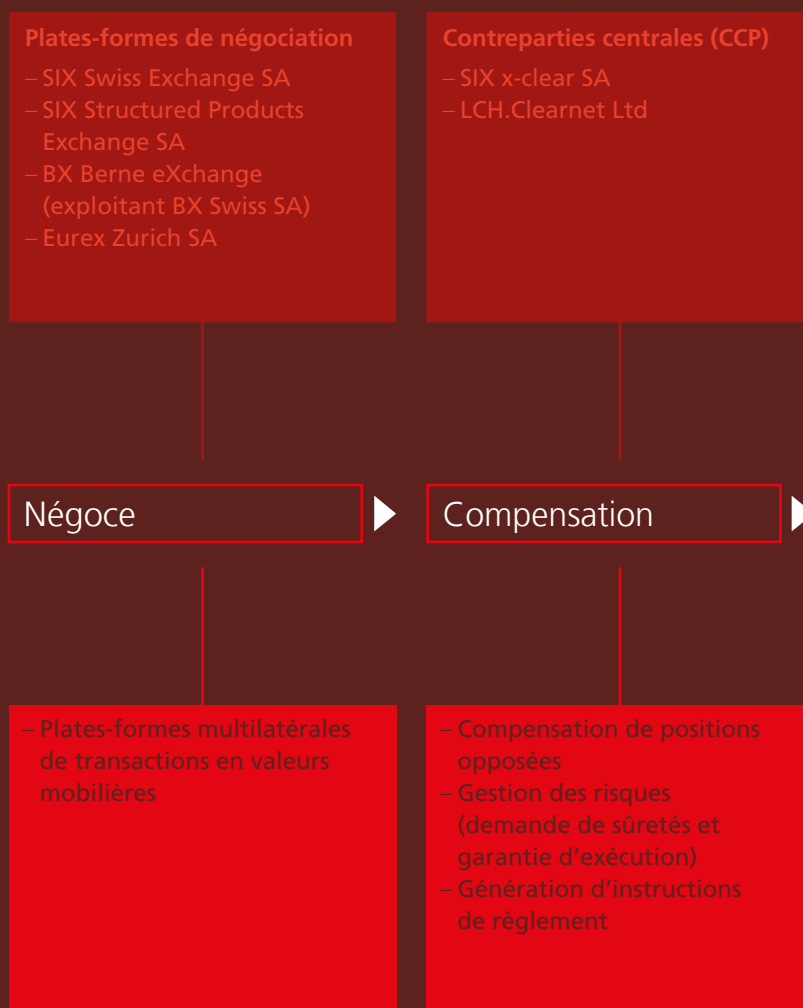 Plates-formes de négociation
– SIX Swiss Exchange SA
– SIX Structured Products
Exchange SA
– BX Berne eXchange
(exploitant BX Swiss SA)
– Eurex Zurich SA
Contreparties centrales (CCP)
– SIX x-clear SA
– LCH.Clearnet Ltd
Négoce
Compensation
– Plates-formes multilatérales
de transactions en valeurs
mobilières
– Compensation de positions
opposées
– Gestion des risques
(demande de sûretés et
garantie d’exécution)
– Génération d’instructions
de règlement